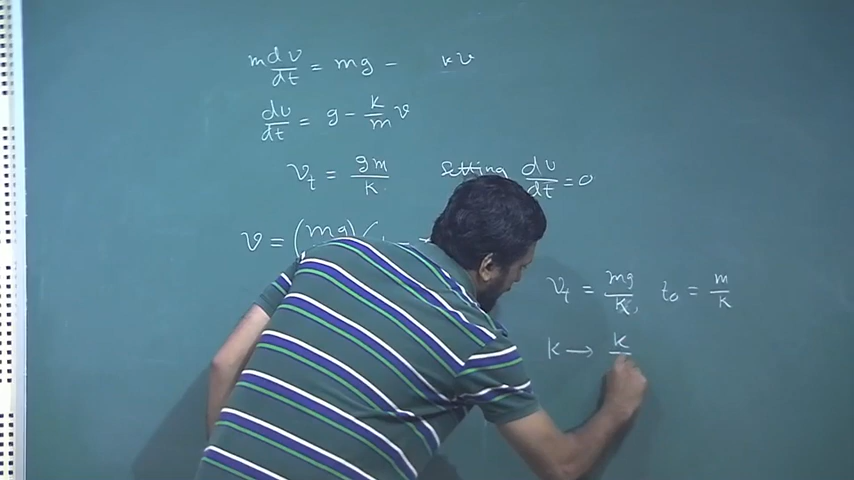 m dv/dt = mg - kv
dv/dt = g - k/m v
v_t = gm/k setting dv/dt = 0
v = (mg
v_t = mg/k, t_0 = m/k
k → k